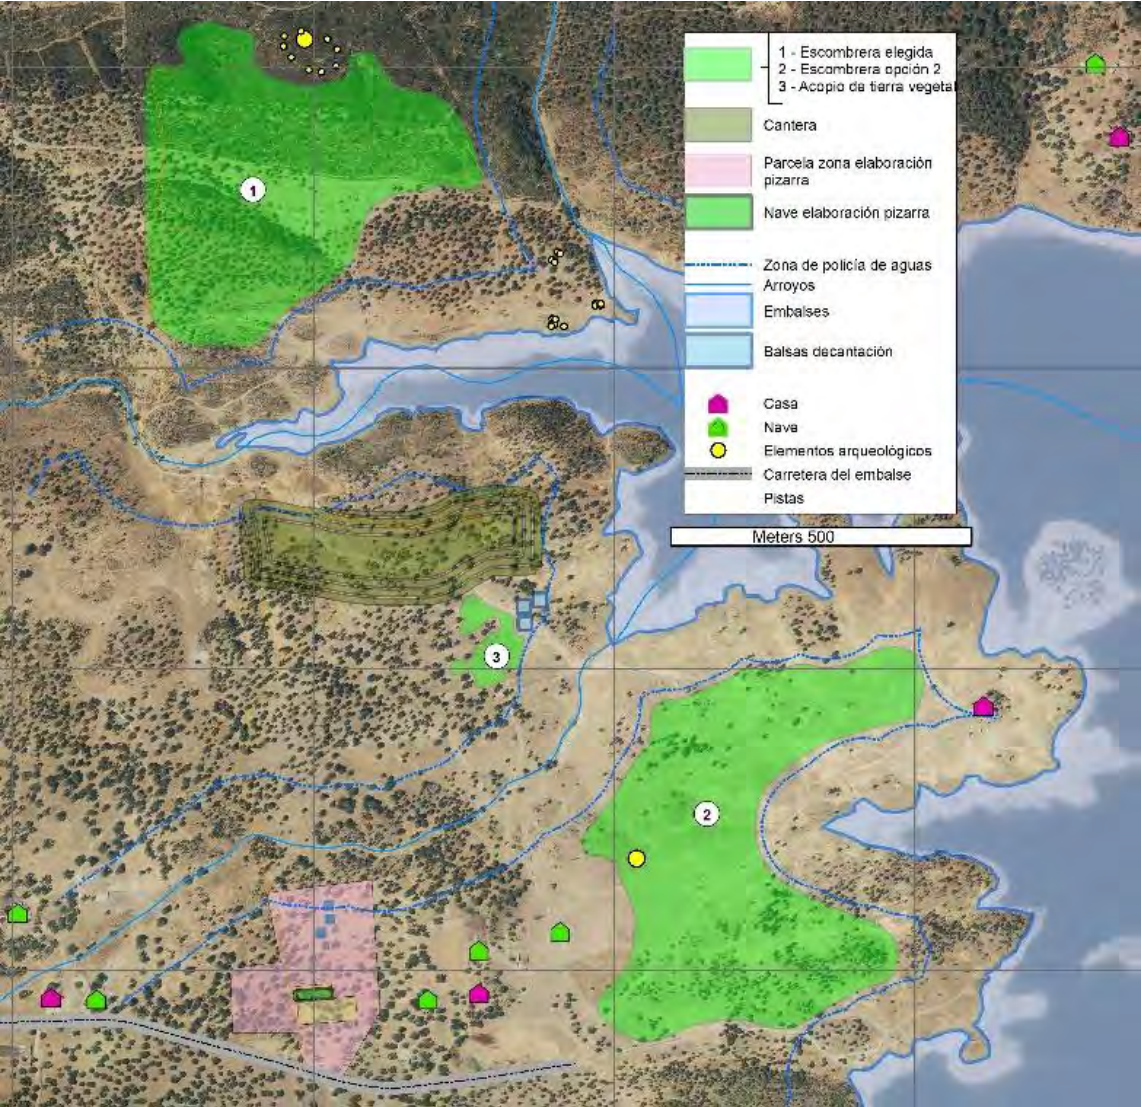 1 - Escombrera elegida
2 - Escombrera opción 2
3 - Acopio de tierra vegetal
Cantera
Parcela zona elaboración
pizarra
Nave elaboración pizarra
Zona de policía de aguas
Arroyos
Embalses
Balsas decantación
Casa
Nave
Elementos arqueológicos
Carretera del embalse
Pistas
Meters 500
1
3
2